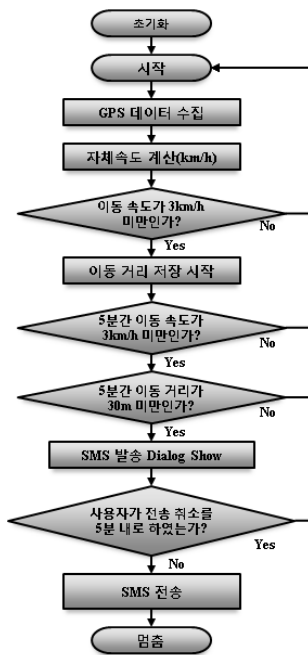 초기화
시작
GPS 데이터 수집
자체속도 계산(km/h)
이동 속도가 3km/h
미만인가?
No
Yes
이동 거리 저장 시작
5분간 이동 속도가
3km/h 미만인가?
No
Yes
5분간 이동 거리가
30m 미만인가?
No
Yes
SMS 발송 Dialog Show
사용자가 전송 취소를
5분 내로 하였는가?
Yes
No
SMS 전송
멈춤